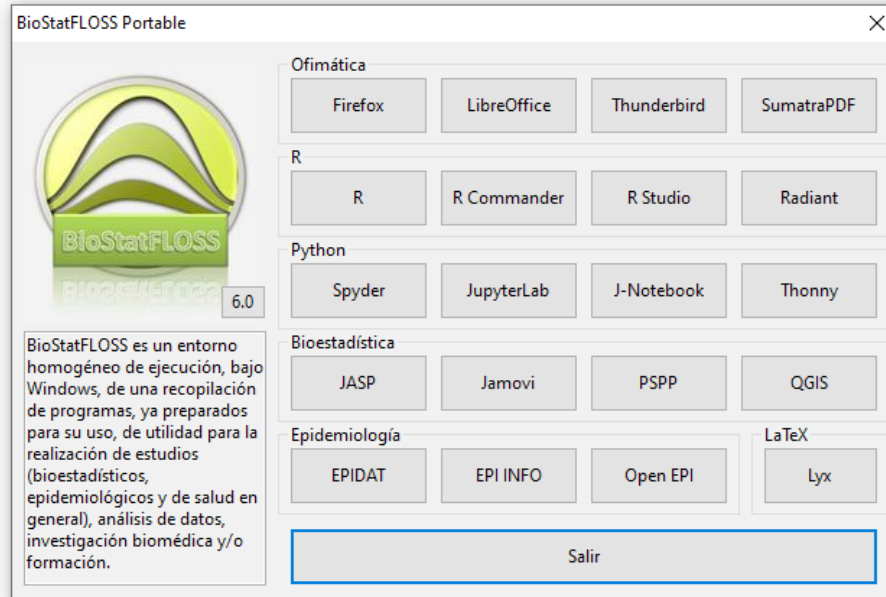 BioStatFLOSS Portable
BioStatFLOSS
6.0
BioStatFLOSS es un entorno
homogéneo de ejecución, bajo
Windows, de una recopilación
de programas, ya preparados
para su uso, de utilidad para la
realización de estudios
(bioestadísticos,
epidemiológicos y de salud en
general), análisis de datos,
investigación biomédica y/o
formación.
Ofimática
Firefox
LibreOffice
Thunderbird
SumatraPDF
R
R
R Commander
R Studio
Radiant
Python
Spyder
JupyterLab
J-Notebook
Thonny
Bioestadística
JASP
Jamovi
PSPP
QGIS
Epidemiología
EPIDAT
EPI INFO
Open EPI
LaTeX
Lyx
Salir